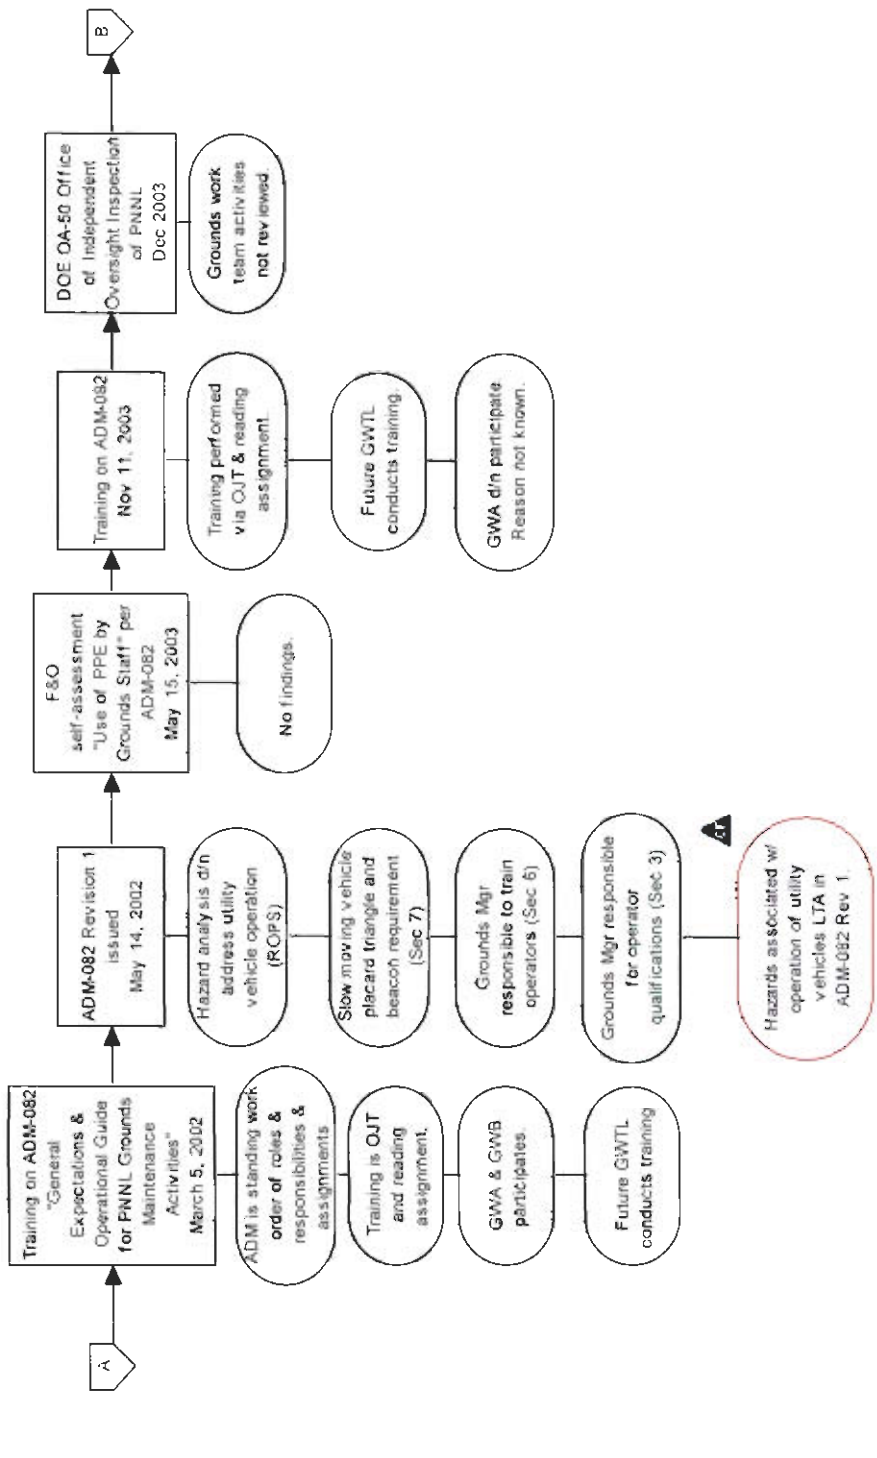 A
Training on ADM-082
"General
Expectations &
Operational Guide
for PNNL Grounds
Maintenance
Activities"
March 5, 2002
ADM is standing work
order of roles &
responsibilities &
assignments
Training is OJT
and reading
assignment.
GWA & GWB
participates.
Future GWTL
conducts training
ADM-082 Revision 1
issued
May 14, 2002
Hazard analysis d/n
address utility
vehicle operation
(ROPS)
Slow moving vehicle
placard triangle and
beacon requirement
(Sec 7)
Grounds Mgr
responsible to train
operators (Sec 6)
Grounds Mgr responsible
for operator
qualifications (Sec 3)
Hazards associated w/
operation of utility
vehicles LTA in
ADM-082 Rev 1.
F&O
self-assessment
"Use of PPE by
Grounds Staff" per
ADM-082
May 15, 2003
No findings.
Training on ADM-082
Nov 11, 2003
Training performed
via OJT & reading
assignment.
Future GWTL
conducts training.
GWA d/n participate
Reason not known.
DOE OA-50 Office
of Independent
Oversight Inspection
of PNNL
Dec 2003
Grounds work
team activities
not reviewed.
B